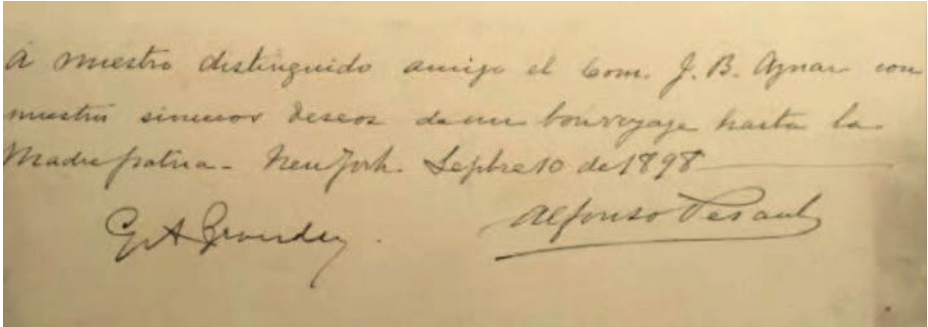 A nuestro distinguido amigo el Com. J. B. Aznar con
nuestros sinceros deseos de un bon voyage hasta la
Madre patria - New York. Sepbre 10 de 1898
Alfonso